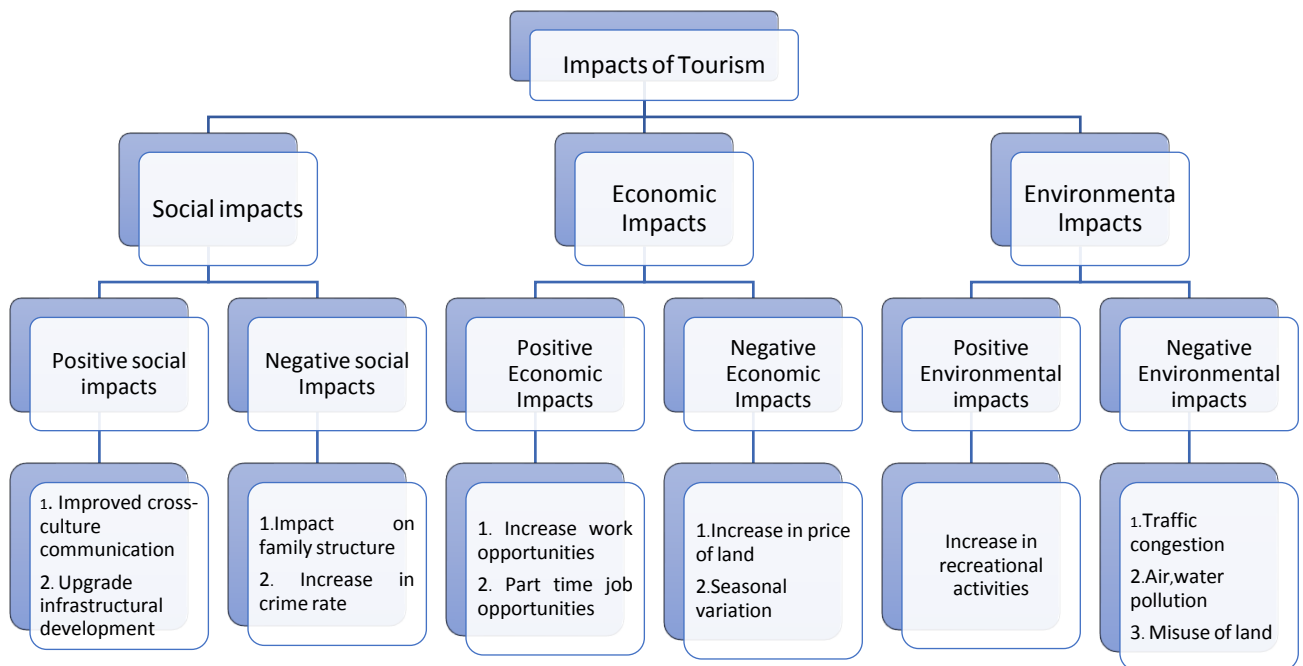 Impacts of Tourism
Social impacts
Economic
Impacts
Environmenta
lmpacts
Positive social
impacts
Negative social
Impacts
Positive
Economic
Impacts
Negative
Economic
Impacts
Positive
Environmental
impacts
Negative
Environmental
impacts
1. Improved cross-
culture
communication
2. Upgrade
infrastructural
development
1.Impact on
family structure
2. Increase in
crime rate
1. Increase work
opportunities
2. Part time job
opportunities
1.Increase in price
of land
2.Seasonal
variation
Increase in
recreational
activities
1.Traffic
congestion
2.Air,water
pollution
3. Misuse of land